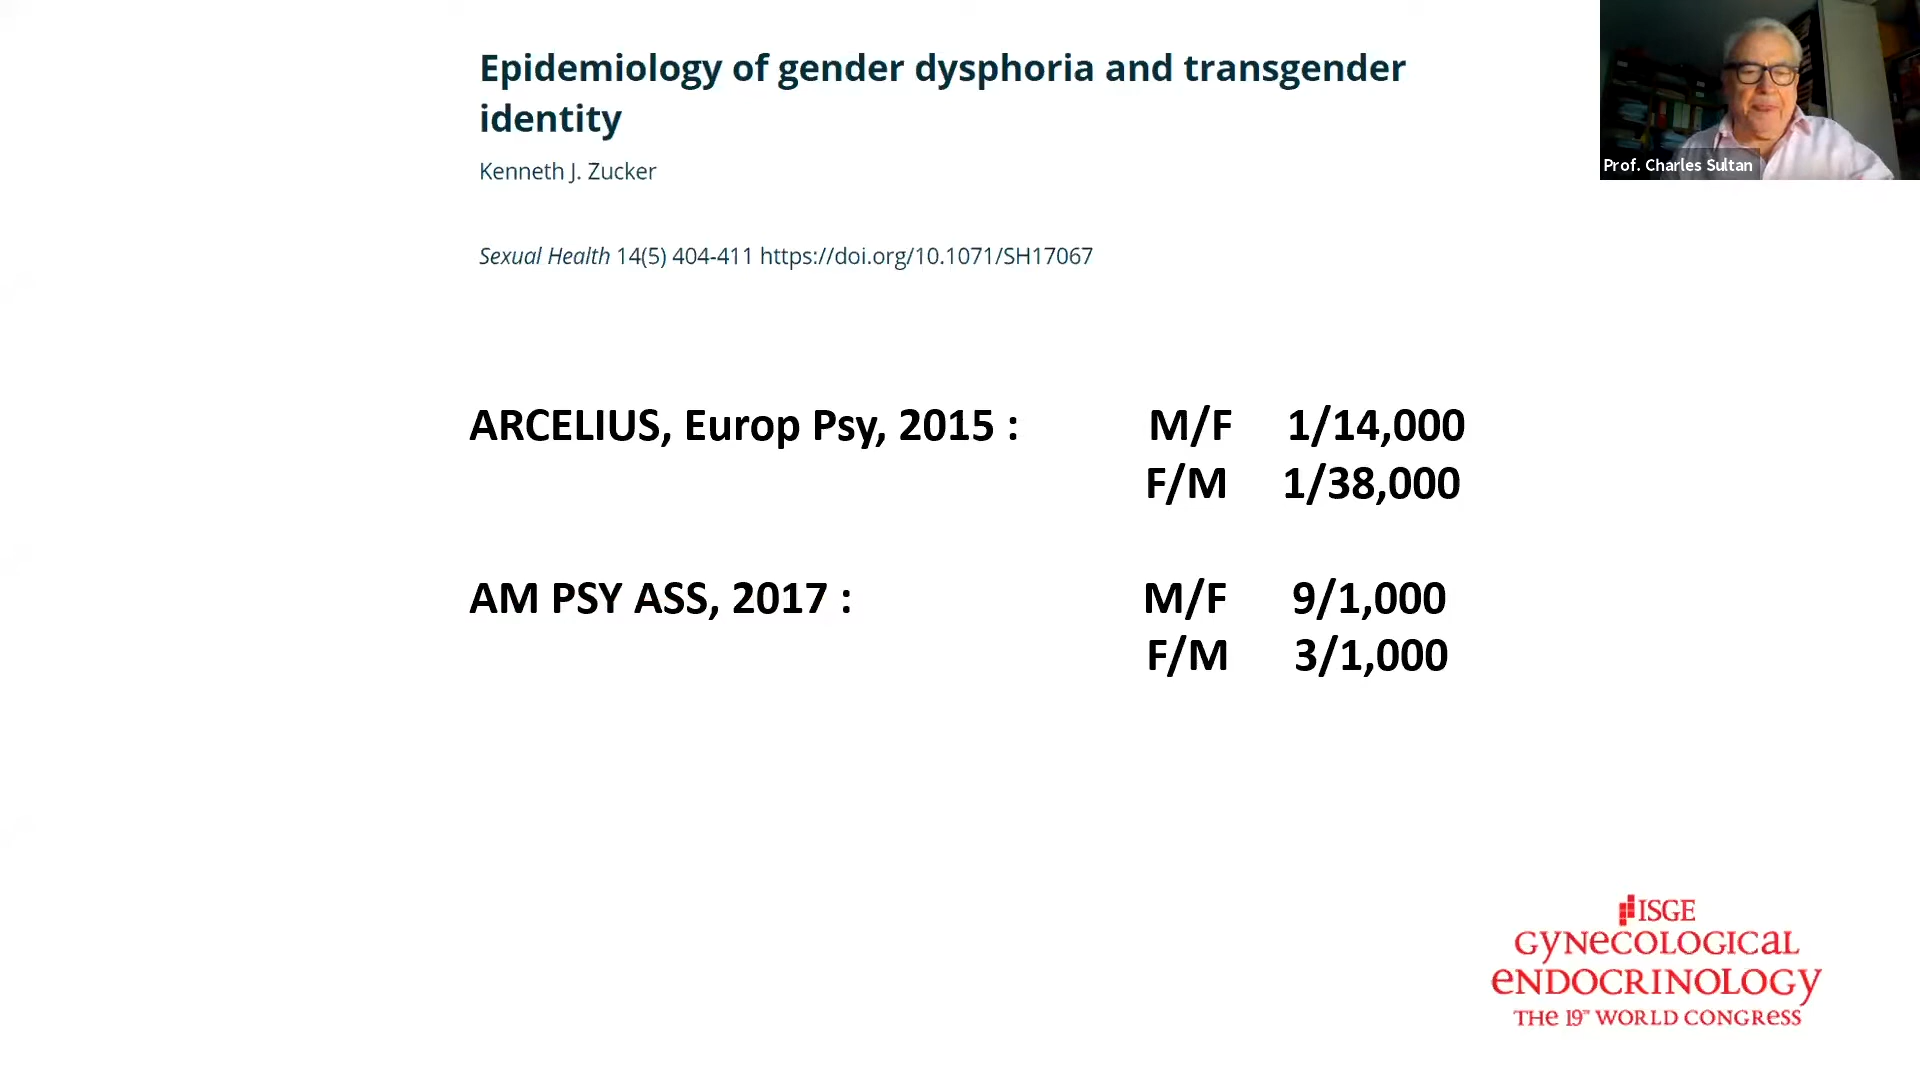 Epidemiology of gender dysphoria and transgender
identity
Kenneth J. Zucker
Sexual Health 14(5) 404-411 https://doi.org/10.1071/SH17067
Prof. Charles Sultan
ARCELIUS, Europ Psy, 2015 : M/F 1/14,000
F/M 1/38,000
AM PSY ASS, 2017 : M/F 9/1,000
F/M 3/1,000
ISGE
GYNeCOLOGICaL
eNDOCRINOLOGY
THe 19™ WORLD CONGReSS